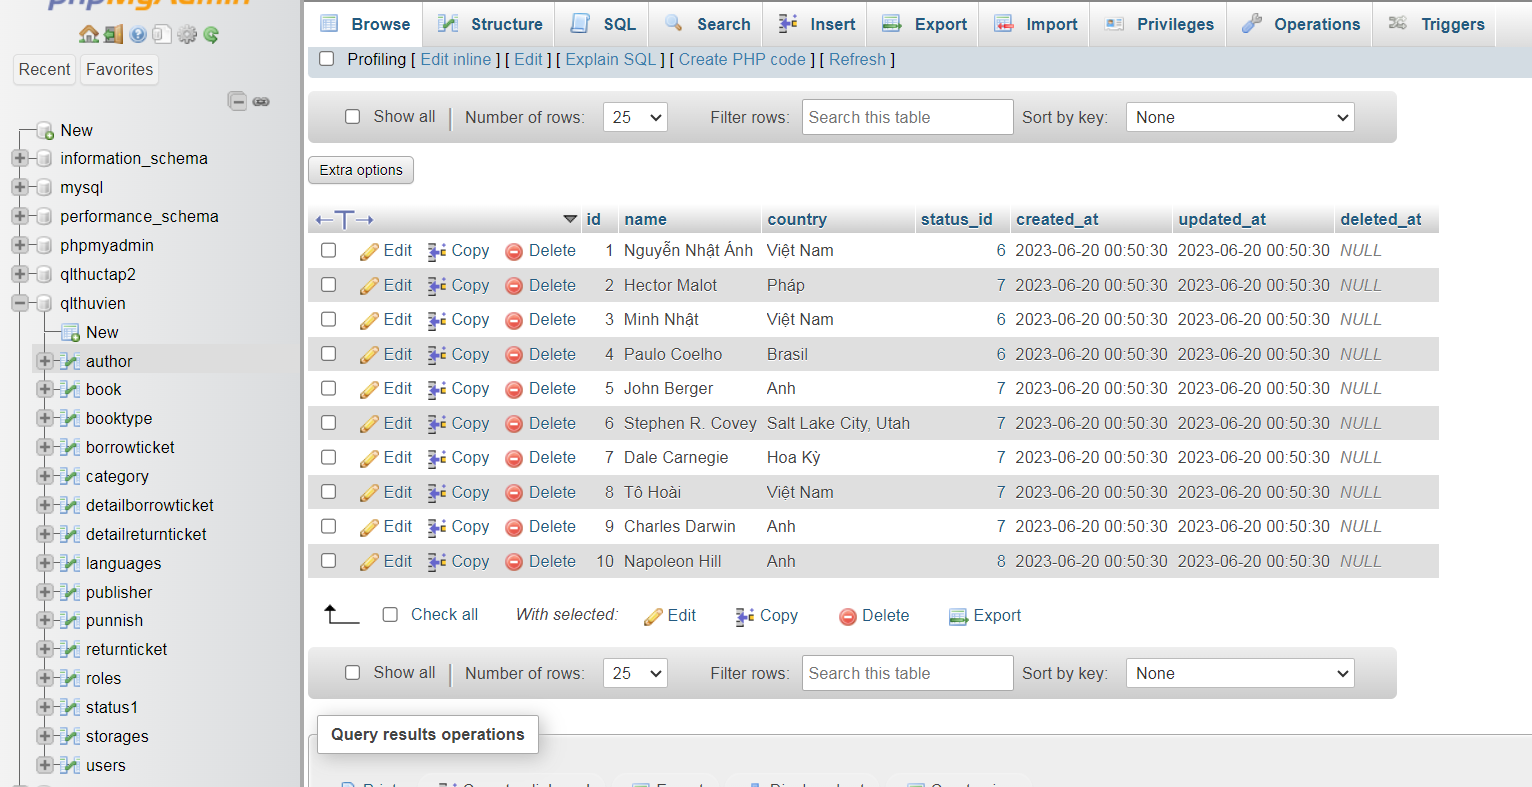 phpMyAdmin
Recent Favorites
New
information_schema
mysql
performance_schema
phpmyadmin
qlthuctap2
qlthuvien
New
author
book
booktype
borrowticket
category
detailborrowticket
detailreturnticket
languages
publisher
punnish
returnticket
roles
status1
storages
users
Browse Structure SQL Search Insert Export Import Privileges Operations Triggers
Profiling [ Edit inline ] [ Edit ] [ Explain SQL ] [ Create PHP code ] [ Refresh ]
Show all Number of rows: 25 Filter rows: Search this table Sort by key: None
Extra options
←T→ id name country status_id created_at updated_at deleted_at
Edit Copy Delete 1 Nguyễn Nhật Ánh Việt Nam 6 2023-06-20 00:50:30 2023-06-20 00:50:30 NULL
Edit Copy Delete 2 Hector Malot Pháp 7 2023-06-20 00:50:30 2023-06-20 00:50:30 NULL
Edit Copy Delete 3 Minh Nhật Việt Nam 6 2023-06-20 00:50:30 2023-06-20 00:50:30 NULL
Edit Copy Delete 4 Paulo Coelho Brasil 6 2023-06-20 00:50:30 2023-06-20 00:50:30 NULL
Edit Copy Delete 5 John Berger Anh 7 2023-06-20 00:50:30 2023-06-20 00:50:30 NULL
Edit Copy Delete 6 Stephen R. Covey Salt Lake City, Utah 7 2023-06-20 00:50:30 2023-06-20 00:50:30 NULL
Edit Copy Delete 7 Dale Carnegie Hoa Kỳ 7 2023-06-20 00:50:30 2023-06-20 00:50:30 NULL
Edit Copy Delete 8 Tô Hoài Việt Nam 7 2023-06-20 00:50:30 2023-06-20 00:50:30 NULL
Edit Copy Delete 9 Charles Darwin Anh 7 2023-06-20 00:50:30 2023-06-20 00:50:30 NULL
Edit Copy Delete 10 Napoleon Hill Anh 8 2023-06-20 00:50:30 2023-06-20 00:50:30 NULL
Check all With selected: Edit Copy Delete Export
Show all Number of rows: 25 Filter rows: Search this table Sort by key: None
Query results operations